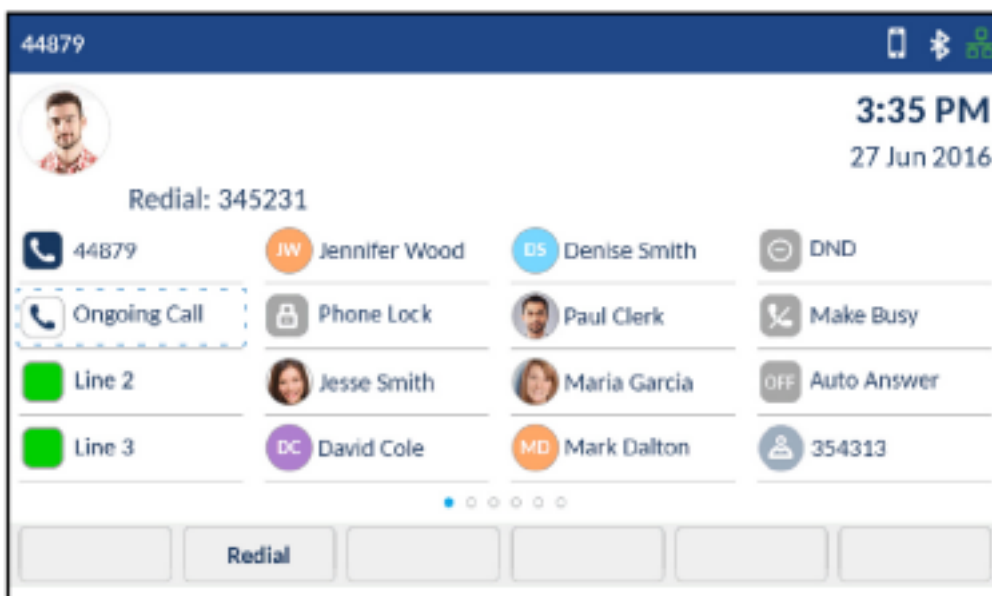 44879
3:35 PM
27 Jun 2016
Redial: 345231
44879 JW Jennifer Wood DS Denise Smith DND
Ongoing Call Phone Lock Paul Clerk Make Busy
Line 2 Jesse Smith Maria Garcia OFF Auto Answer
Line 3 DC David Cole MD Mark Dalton 354313
Redial